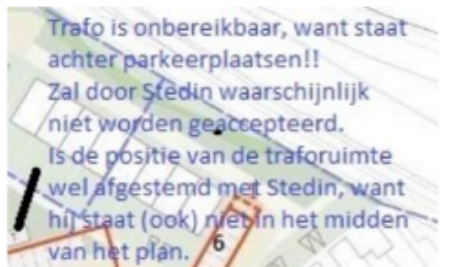 Trafo is onbereikbaar, want staat
achter parkeerplaatsen!!
Zal door Stedin waarschijnlijk
niet worden geaccepteerd.
Is de positie van de traforuimte
wel afgestemd met Stedin, want
hij staat (ook) niet in het midden
van het plan.
6